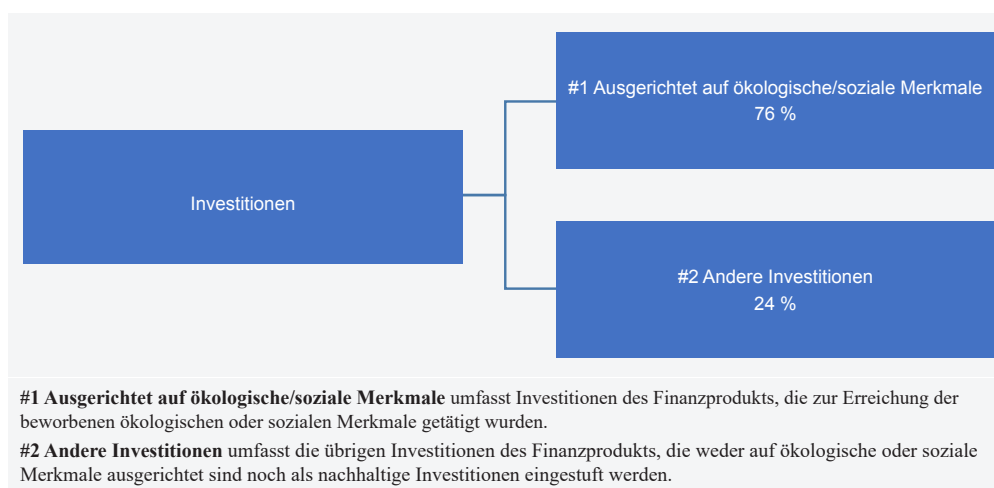 #1 Ausgerichtet auf ökologische/soziale Merkmale
76 %
Investitionen
#2 Andere Investitionen
24 %
#1 Ausgerichtet auf ökologische/soziale Merkmale umfasst Investitionen des Finanzprodukts, die zur Erreichung der
beworbenen ökologischen oder sozialen Merkmale getätigt wurden.
#2 Andere Investitionen umfasst die übrigen Investitionen des Finanzprodukts, die weder auf ökologische oder soziale
Merkmale ausgerichtet sind noch als nachhaltige Investitionen eingestuft werden.